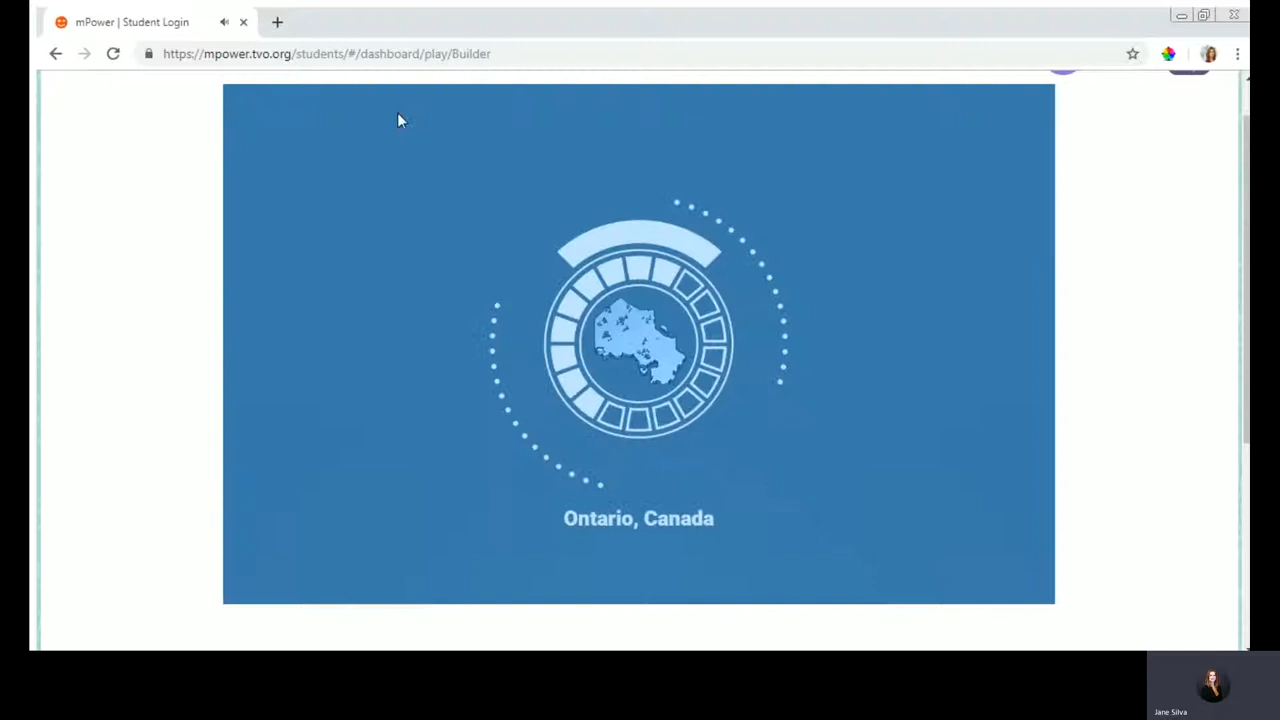 mPower | Student Login
https://mpower.tvo.org/students/#/dashboard/play/Builder
Ontario, Canada
Jane Silva